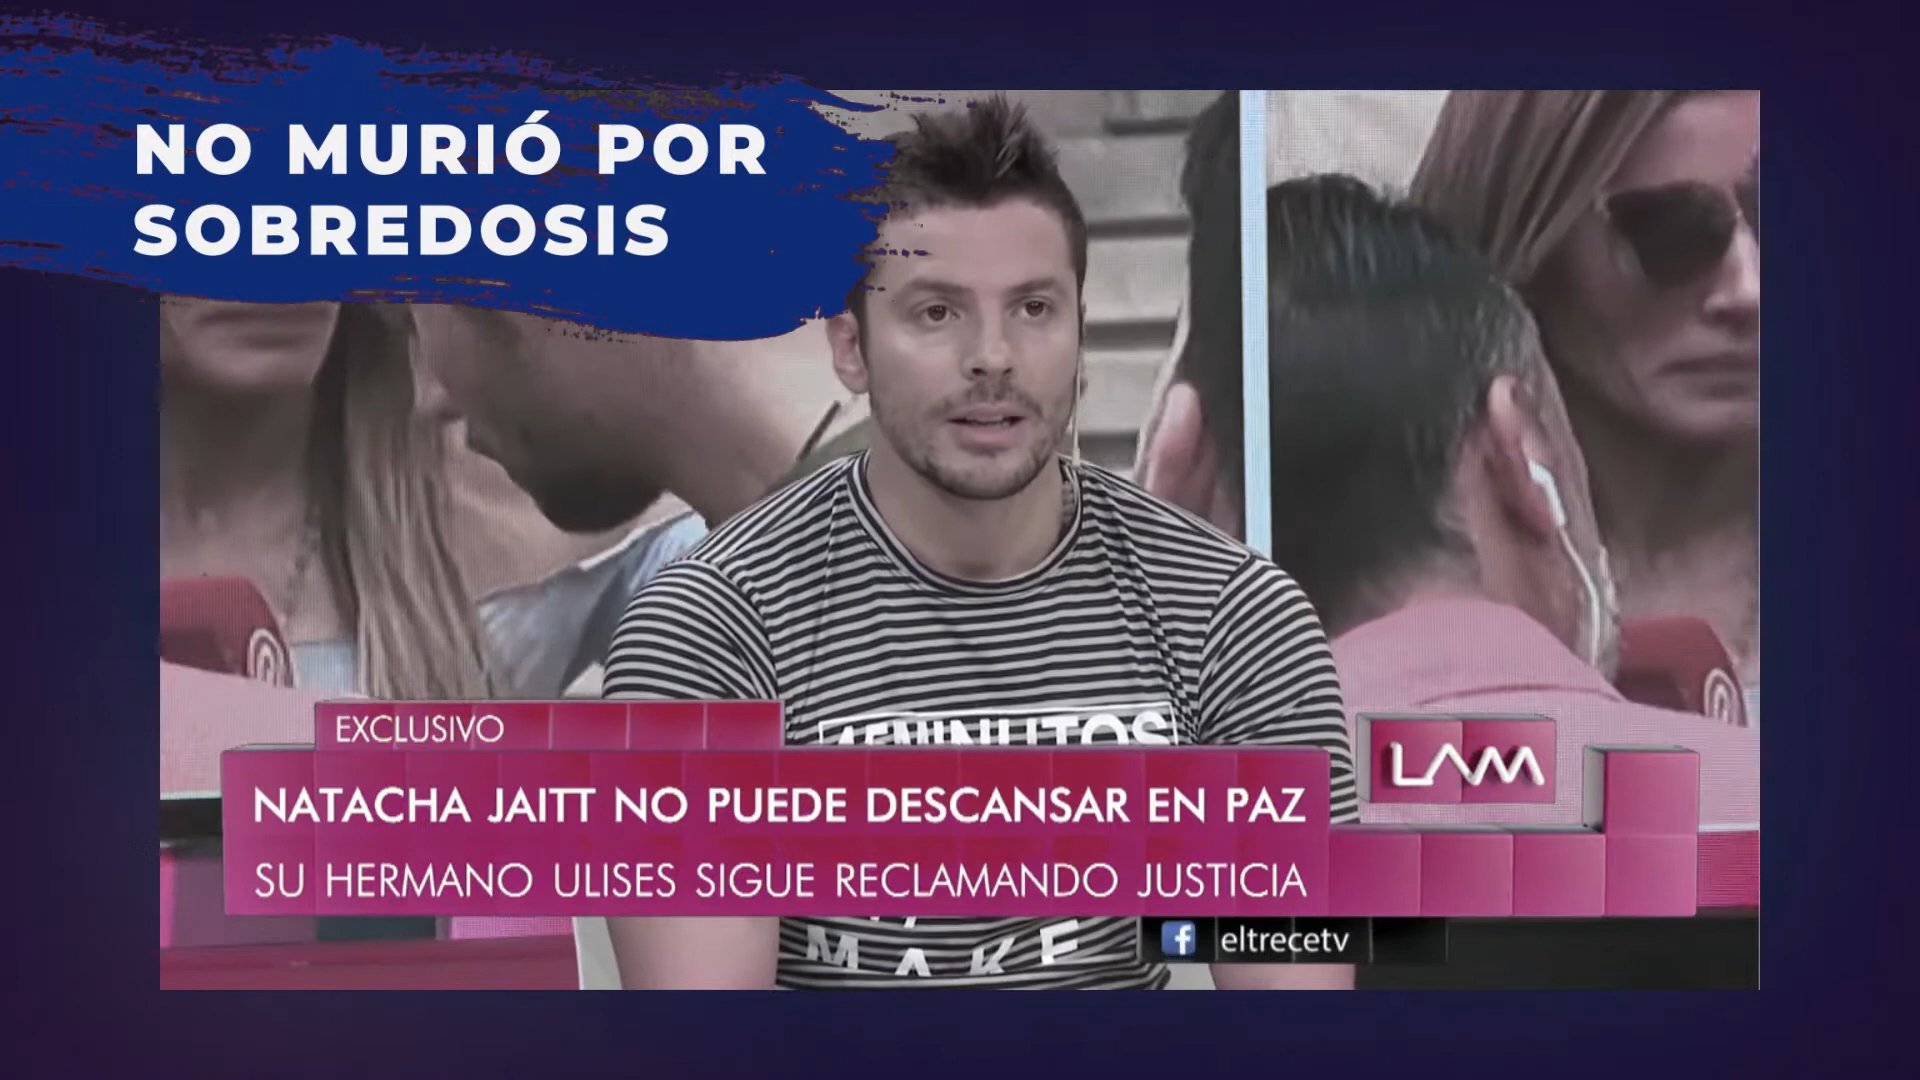 NO MURIÓ POR
SOBREDOSIS
EXCLUSIVO
NATACHA JAITT NO PUEDE DESCANSAR EN PAZ
SU HERMANO ULISES SIGUE RECLAMANDO JUSTICIA
LAM
MAKE
eltrecetv